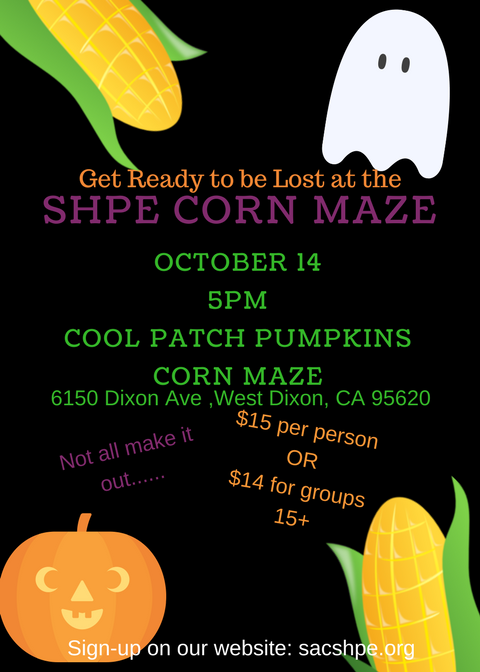 Get Ready to be Lost at the
SHPE CORN MAZE
OCTOBER 14
5PM
COOL PATCH PUMPKINS
CORN MAZE
6150 Dixon Ave ,West Dixon, CA 95620
Not all make it
out......
$15 per person
OR
$14 for groups
15+
Sign-up on our website: sacshpe.org